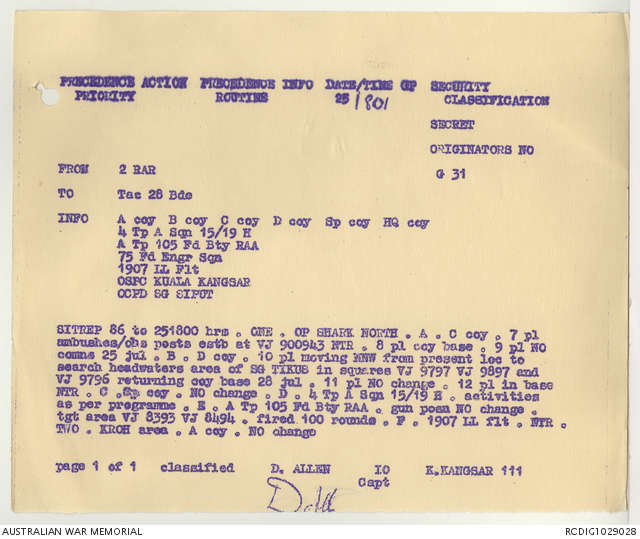 PRECEDENCE ACTION PRECEDENCE INFO DATE/TIME GP SECURITY
PRIORITY ROUTINE 25/801 CLASSIFICATION
SECRET
ORIGINATORS NO
FROM 2 RAR G 31
TO Tac 28 Bde
INFO A coy B coy C coy D coy Sp coy HQ coy
4 Tp A Sqn 15/19 H
A Tp 105 Fd Bty RAA
75 Fd Engr Sqn
1907 LL Flt
OSPC KUALA KANGSAR
OCPD SG SIPUT
SITREP 86 to 251800 hrs . ONE . OP SHARK NORTH . A . C coy . 7 pl
ambushes/obs posts estb at VJ 900943 NTR . 8 pl coy base . 9 pl NO
comms 25 jul . B . D coy . 10 pl moving NNW from present loc to
search headwaters area of SG TIKUS in squares VJ 9797 VJ 9897 and
VJ 9796 returning coy base 28 jul . 11 pl NO change . 12 pl in base
NTR . C .Sp coy . NO change . D . 4 Tp A Sqn 15/19 H . activities
as per programme . E . A Tp 105 Fd Bty RAA . gun posn NO change .
tgt area VJ 8393 VJ 8494 . fired 100 rounds . F . 1907 LL flt . NTR .
TWO . KROH area . A coy . NO change
page 1 of 1 classified D. ALLEN IO K.KANGSAR 111
Capt
AUSTRALIAN WAR MEMORIAL RCDIG1029028